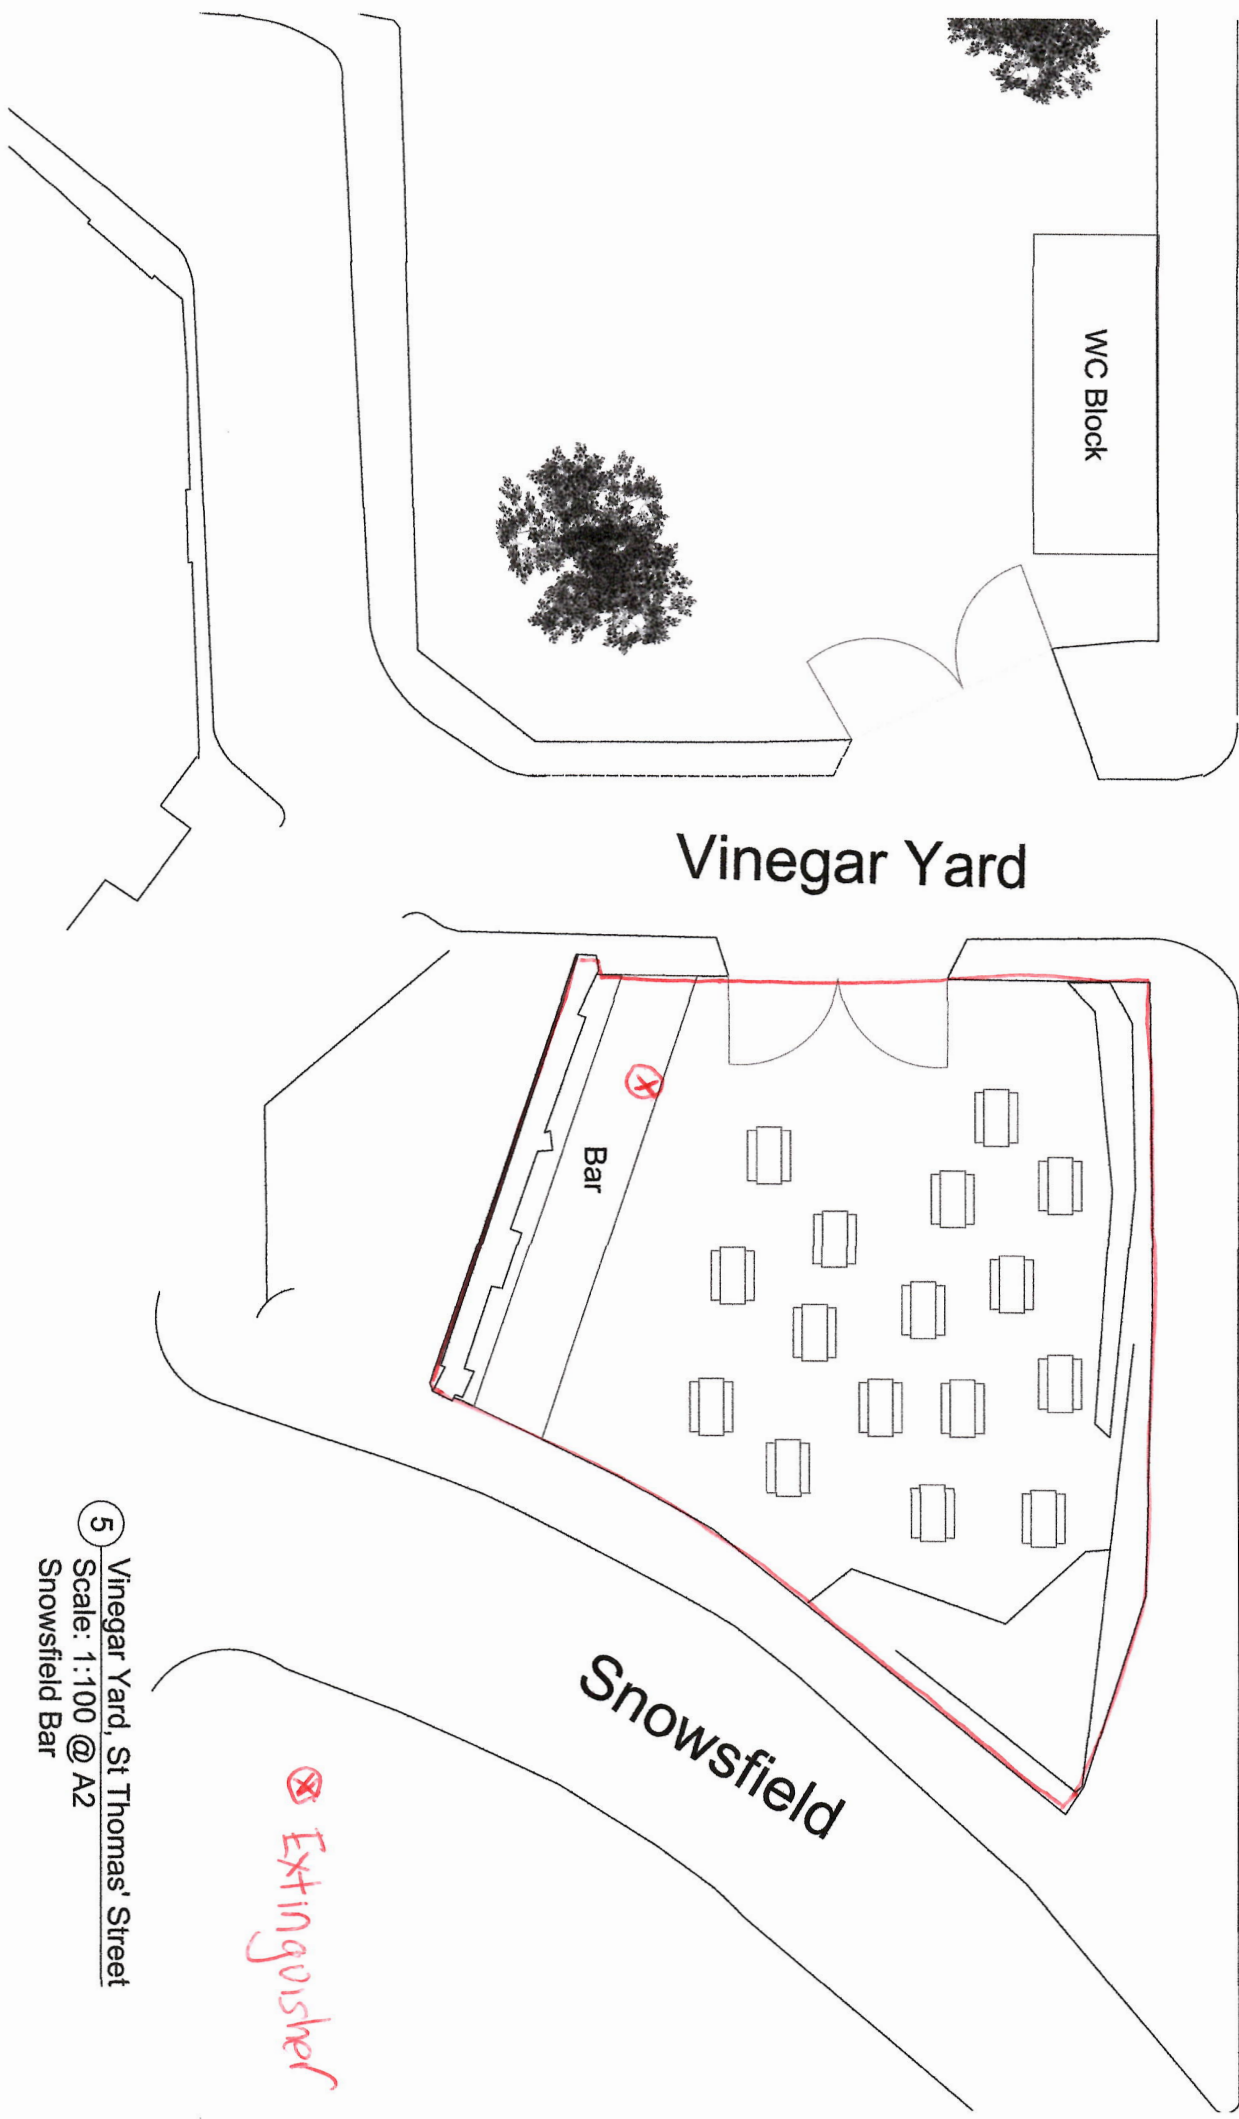 WC Block
Vinegar Yard
Bar
Snowsfield
5
Vinegar Yard, St Thomas' Street
Scale: 1:100 @ A2
Snowsfield Bar
X Extinguisher